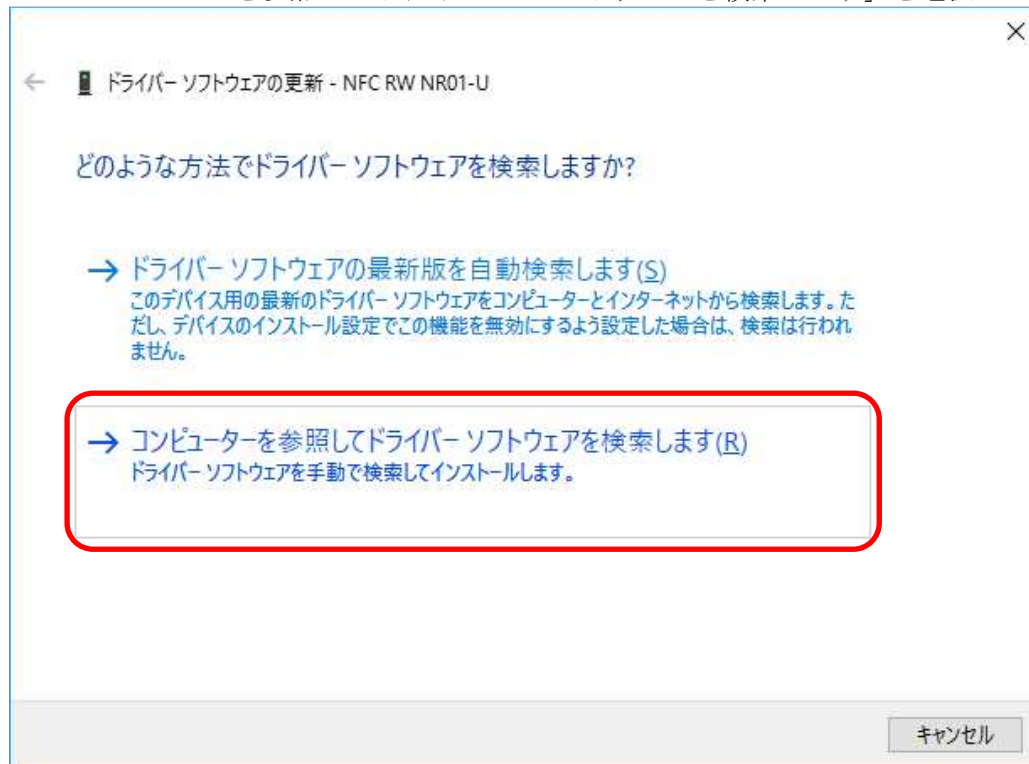 ドライバー ソフトウェアの更新 - NFC RW NR01-U
どのような方法でドライバー ソフトウェアを検索しますか?
→ ドライバー ソフトウェアの最新版を自動検索します(S)
このデバイス用の最新のドライバー ソフトウェアをコンピューターとインターネットから検索します。た
だし、デバイスのインストール設定でこの機能を無効にするよう設定した場合は、検索は行われ
ません。
→ コンピューターを参照してドライバー ソフトウェアを検索します(R)
ドライバー ソフトウェアを手動で検索してインストールします。
キャンセル